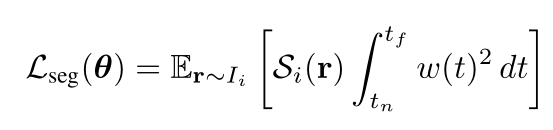 $\mathcal{L}_{\text{seg}}(\boldsymbol{\theta}) = \mathbb{E}_{\mathbf{r} \sim I_i} \left[ \mathcal{S}_i(\mathbf{r}) \int_{t_n}^{t_f} w(t)^2 \, dt \right]$